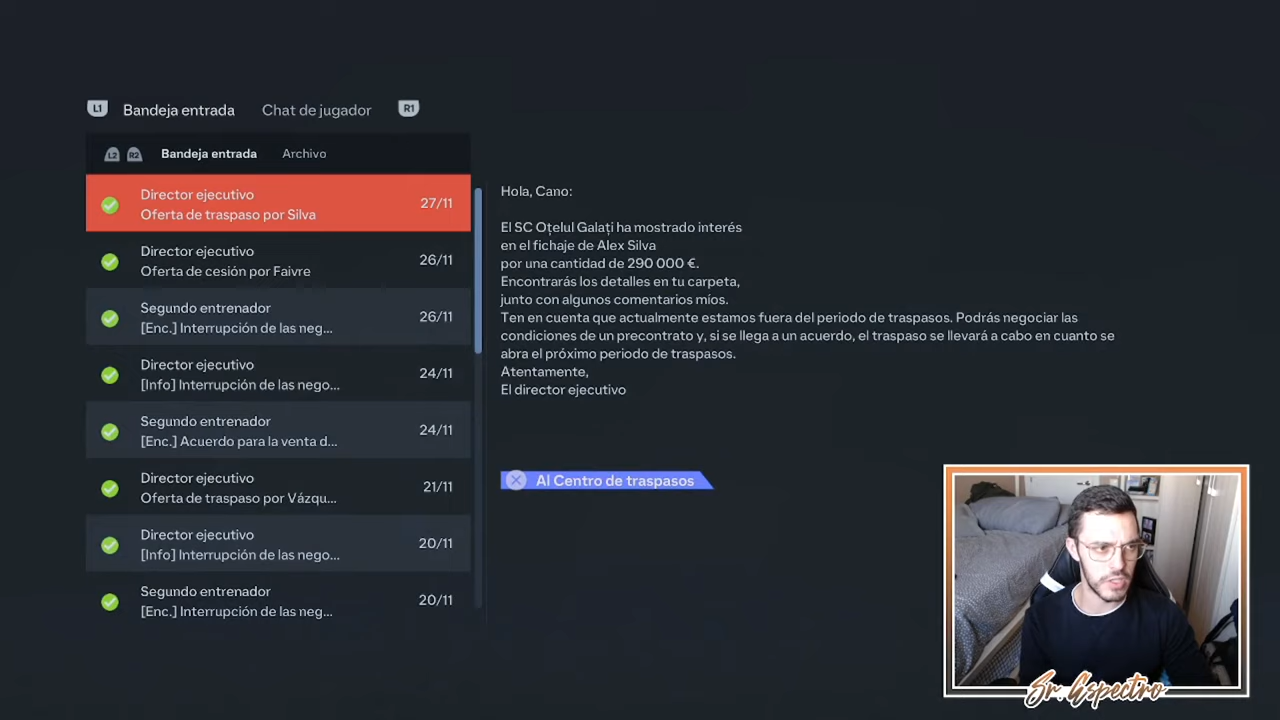 L1 Bandeja entrada Chat de jugador R1
L2 R2 Bandeja entrada Archivo
Director ejecutivo
Oferta de traspaso por Silva
27/11
Director ejecutivo
Oferta de cesión por Faivre
26/11
Segundo entrenador
[Enc.] Interrupción de las neg...
26/11
Director ejecutivo
[Info] Interrupción de las nego...
24/11
Segundo entrenador
[Enc.] Acuerdo para la venta d...
24/11
Director ejecutivo
Oferta de traspaso por Vázqu...
21/11
Director ejecutivo
[Info] Interrupción de las nego...
20/11
Segundo entrenador
[Enc.] Interrupción de las neg...
20/11
Hola, Cano:
El SC Oțelul Galați ha mostrado interés
en el fichaje de Alex Silva
por una cantidad de 290 000 €.
Encontrarás los detalles en tu carpeta,
junto con algunos comentarios míos.
Ten en cuenta que actualmente estamos fuera del periodo de traspasos. Podrás negociar las
condiciones de un precontrato y, si se llega a un acuerdo, el traspaso se llevará a cabo en cuanto se
abra el próximo periodo de traspasos.
Atentamente,
El director ejecutivo
Al Centro de traspasos
Sr. Aspectro